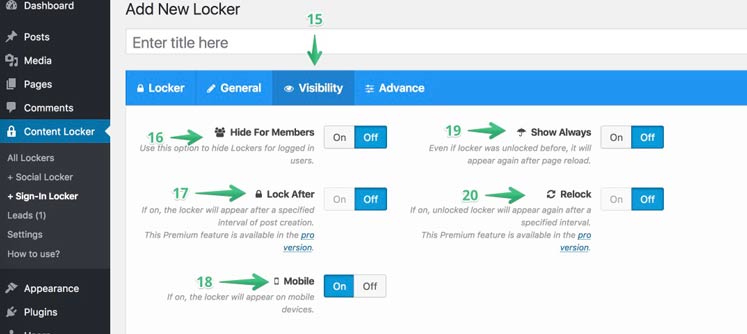 Dashboard
Posts
Media
Pages
Comments
Content Locker
All Lockers
+ Social Locker
+ Sign-In Locker
Leads (1)
Settings
How to use?
Appearance
Plugins
Users
Add New Locker
15
Enter title here
Locker
General
Visibility
Advance
16
Hide For Members
On
Off
Use this option to hide Lockers for logged in
users.
19
Show Always
On
Off
Even if locker was unlocked before, it will
appear again after page reload.
17
Lock After
On
Off
If on, the locker will appear after a specified
interval of post creation.
This Premium feature is available in the pro
version.
20
Relock
On
Off
If on, unlocked locker will appear again after a
specified interval.
This Premium feature is available in the pro
version.
18
Mobile
On
Off
If on, the locker will appear on mobile
devices.